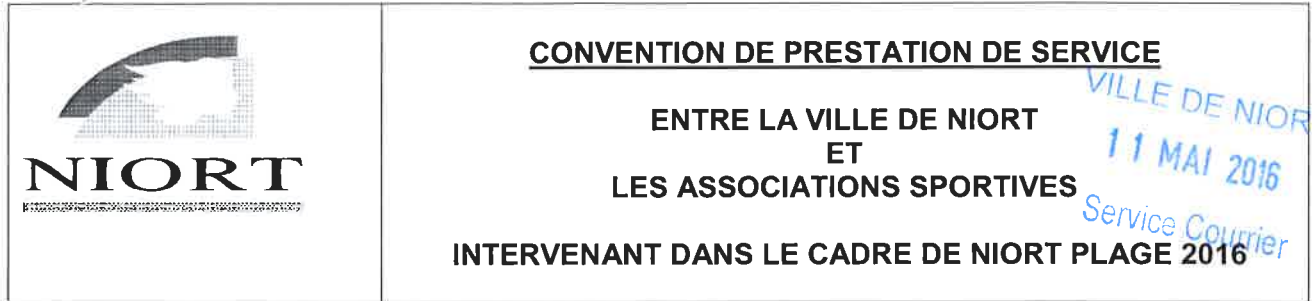 NIORT
CONVENTION DE PRESTATION DE SERVICE
ENTRE LA VILLE DE NIORT
ET
LES ASSOCIATIONS SPORTIVES
INTERVENANT DANS LE CADRE DE NIORT PLAGE 2016
VILLE DE NIOR
11 MAI 2016
Service Courrier